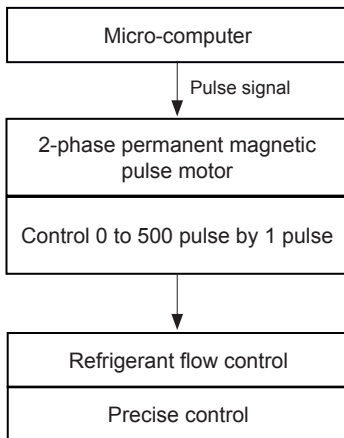 Micro-computer
Pulse signal
2-phase permanent magnetic
pulse motor
Control 0 to 500 pulse by 1 pulse
Refrigerant flow control
Precise control